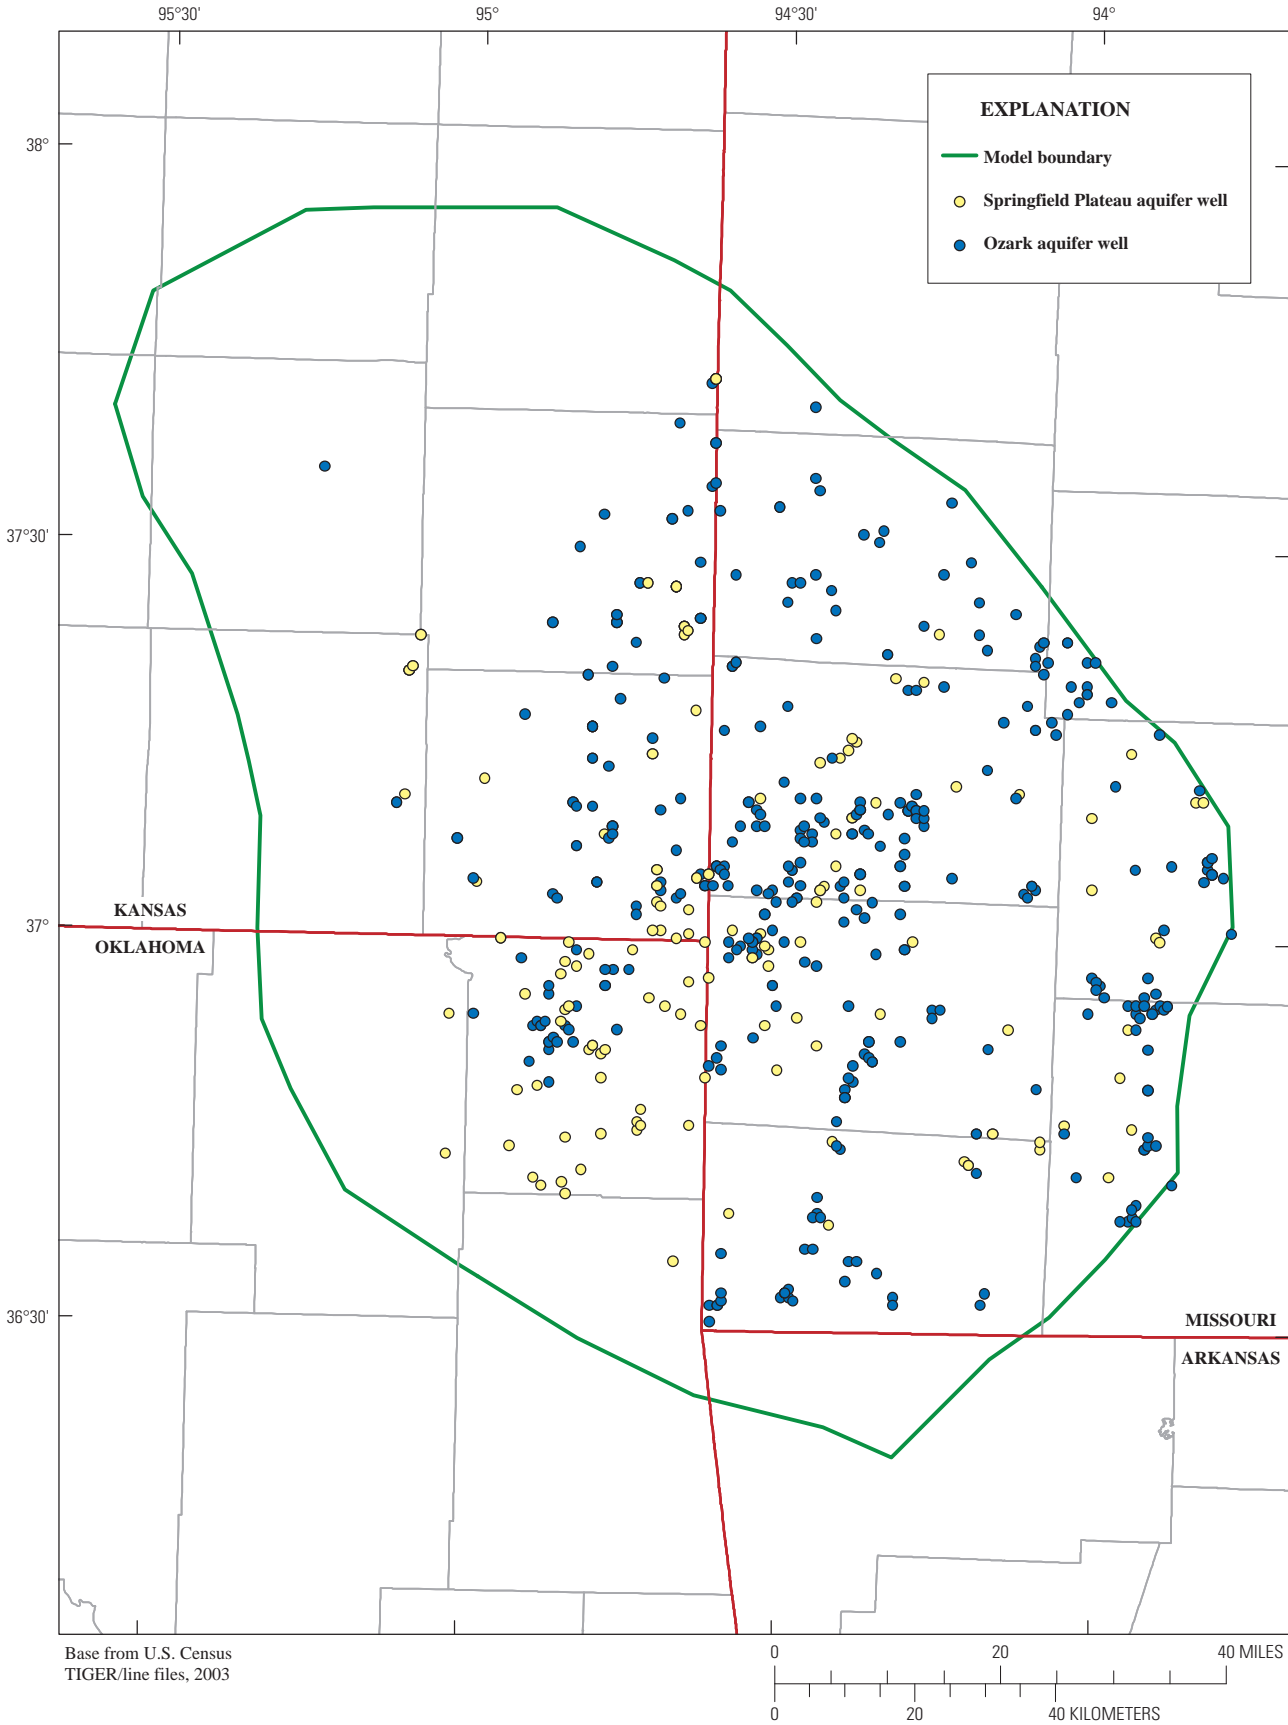 95°30' 95° 94°30' 94°
EXPLANATION
Model boundary
Springfield Plateau aquifer well
Ozark aquifer well
38°
37°30'
37°
36°30'
KANSAS
OKLAHOMA
MISSOURI
ARKANSAS
Base from U.S. Census
TIGER/line files, 2003
0 20 40 MILES
0 20 40 KILOMETERS